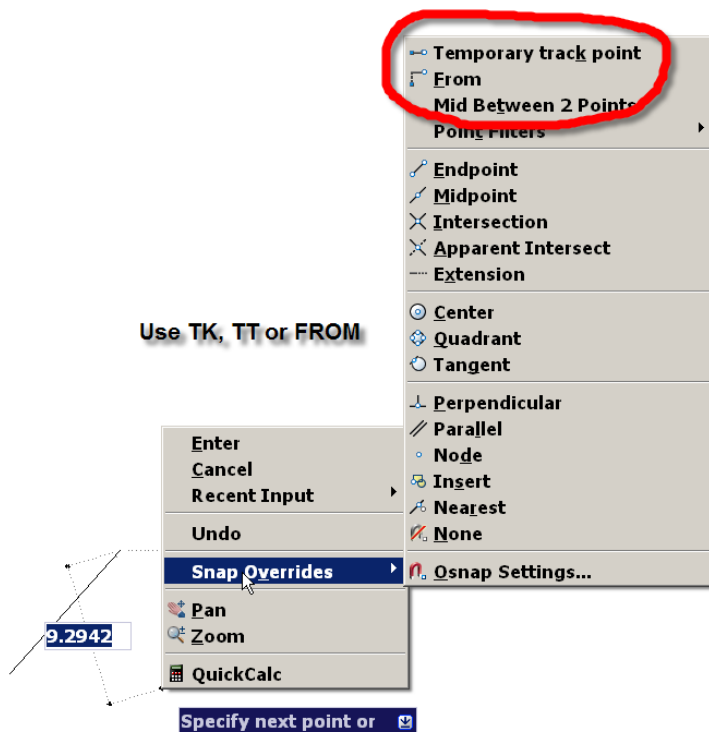 Temporary track point
From
Mid Between 2 Points
Point Filters
Endpoint
Midpoint
Intersection
Apparent Intersect
Extension
Center
Quadrant
Tangent
Perpendicular
Parallel
Node
Insert
Nearest
None
Osnap Settings...
Use TK, TT or FROM
Enter
Cancel
Recent Input
Undo
Snap Overrides
Pan
Zoom
QuickCalc
9.2942
Specify next point or